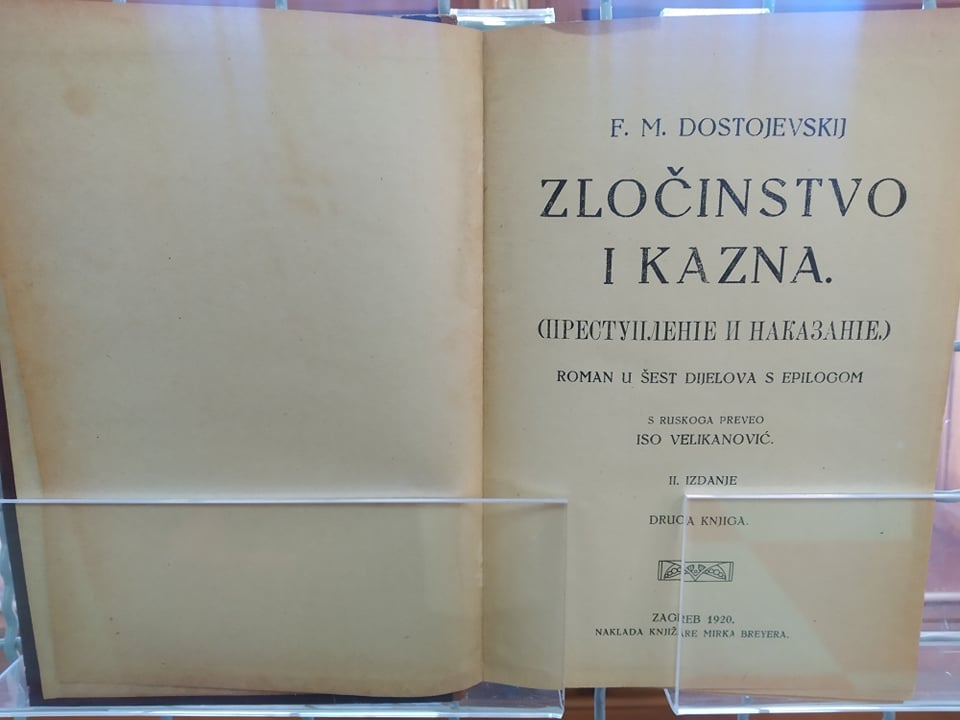 F. M. DOSTOJEVSKIJ
ZLOČINSTVO
I KAZNA.
(ПРЕСТУПЛЕНІЕ И НАКАЗАНІЕ.)
ROMAN U ŠEST DIJELOVA S EPILOGOM
S RUSKOGA PREVEO
ISO VELIKANOVIĆ.
II. IZDANJE
DRUGA KNJIGA.
ZAGREB 1920.
NAKLADA KNJIŽARE MIRKA BREYERA.